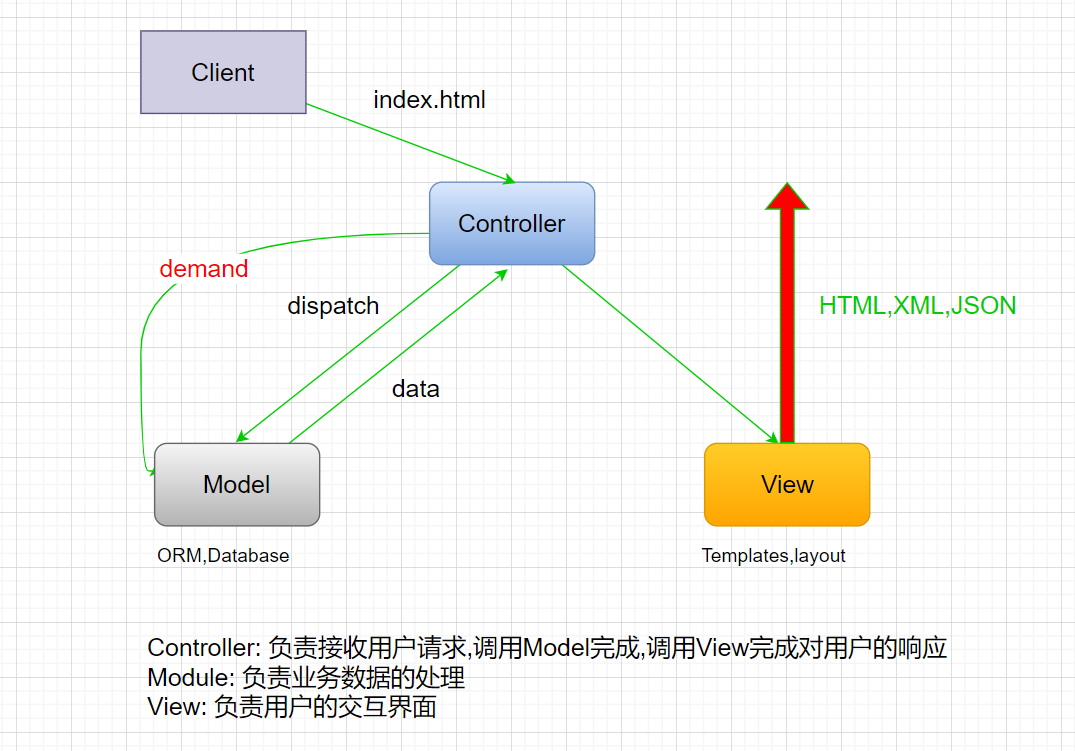 Client
index.html
Controller
demand
dispatch
HTML,XML,JSON
data
Model
View
ORM,Database
Templates,layout
Controller: 负责接收用户请求,调用Model完成,调用View完成对用户的响应
Module: 负责业务数据的处理
View: 负责用户的交互界面